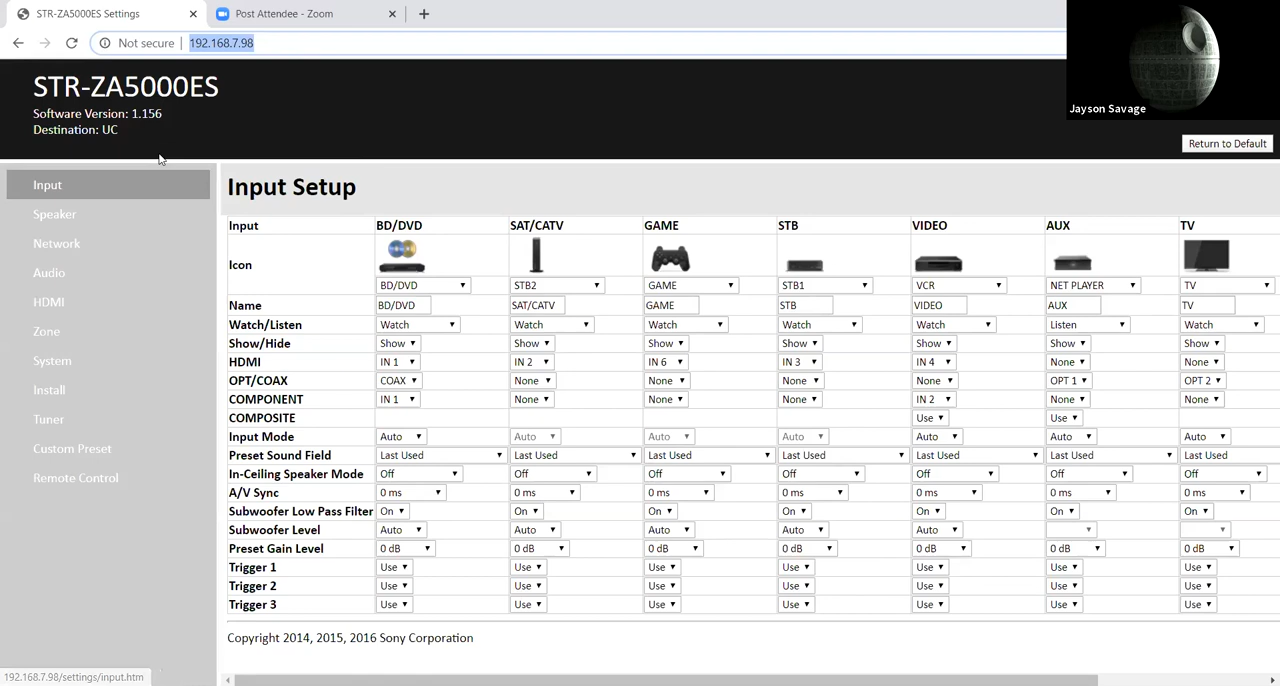 STR-ZA5000ES Settings
Post Attendee - Zoom
Not secure | 192.168.7.98
Jayson Savage
STR-ZA5000ES
Software Version: 1.156
Destination: UC
Return to Default
Input
Speaker
Network
Audio
HDMI
Zone
System
Install
Tuner
Custom Preset
Remote Control
Input Setup
Input BD/DVD SAT/CATV GAME STB VIDEO AUX TV
Icon
BD/DVD STB2 GAME STB1 VCR NET PLAYER TV
Name BD/DVD SAT/CATV GAME STB VIDEO AUX TV
Watch/Listen Watch Watch Watch Watch Watch Listen Watch
Show/Hide Show Show Show Show Show Show Show
HDMI IN 1 IN 2 IN 6 IN 3 IN 4 None None
OPT/COAX COAX None None None None OPT 1 OPT 2
COMPONENT IN 1 None None None IN 2 None None
COMPOSITE Use Use
Input Mode Auto Auto Auto Auto Auto Auto Auto
Preset Sound Field Last Used Last Used Last Used Last Used Last Used Last Used Last Used
In-Ceiling Speaker Mode Off Off Off Off Off Off Off
A/V Sync 0 ms 0 ms 0 ms 0 ms 0 ms 0 ms 0 ms
Subwoofer Low Pass Filter On On On On On On On
Subwoofer Level Auto Auto Auto Auto Auto
Preset Gain Level 0 dB 0 dB 0 dB 0 dB 0 dB 0 dB 0 dB
Trigger 1 Use Use Use Use Use Use Use
Trigger 2 Use Use Use Use Use Use Use
Trigger 3 Use Use Use Use Use Use Use
Copyright 2014, 2015, 2016 Sony Corporation
192.168.7.98/settings/input.htm